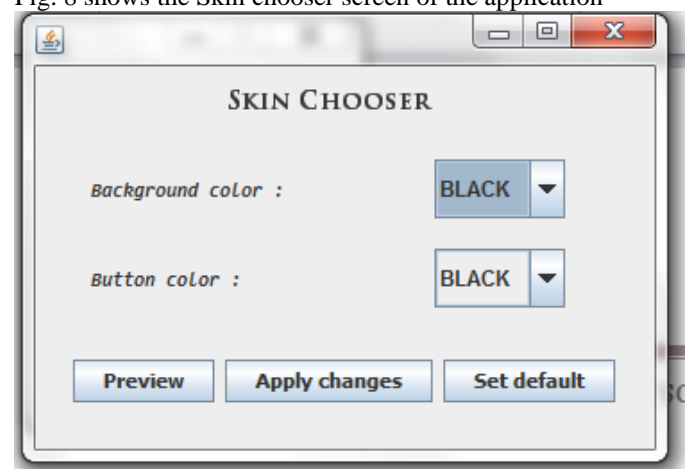 Fig. 8 shows the Skin chooser screen of the application
SKIN CHOOSER
Background color : BLACK
Button color : BLACK
Preview Apply changes Set default